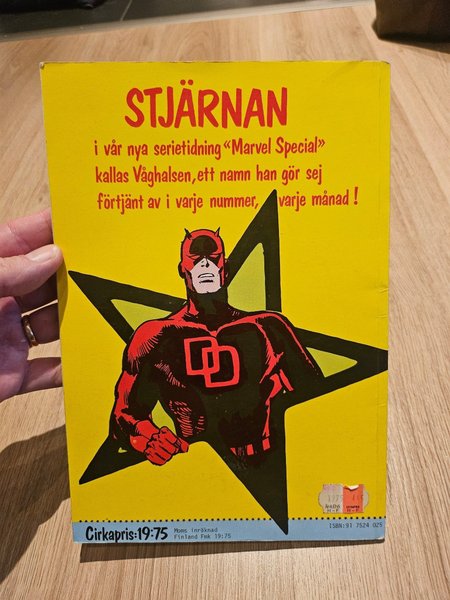 STJÄRNAN
i vår nya serietidning «Marvel Special»
kallas Våghalsen, ett namn han gör sej
förtjänt av i varje nummer, varje månad!
DD
Cirkapris: 19:75
Moms inräknad
Finland Fmk 19:75
ISBN:91 7524 025